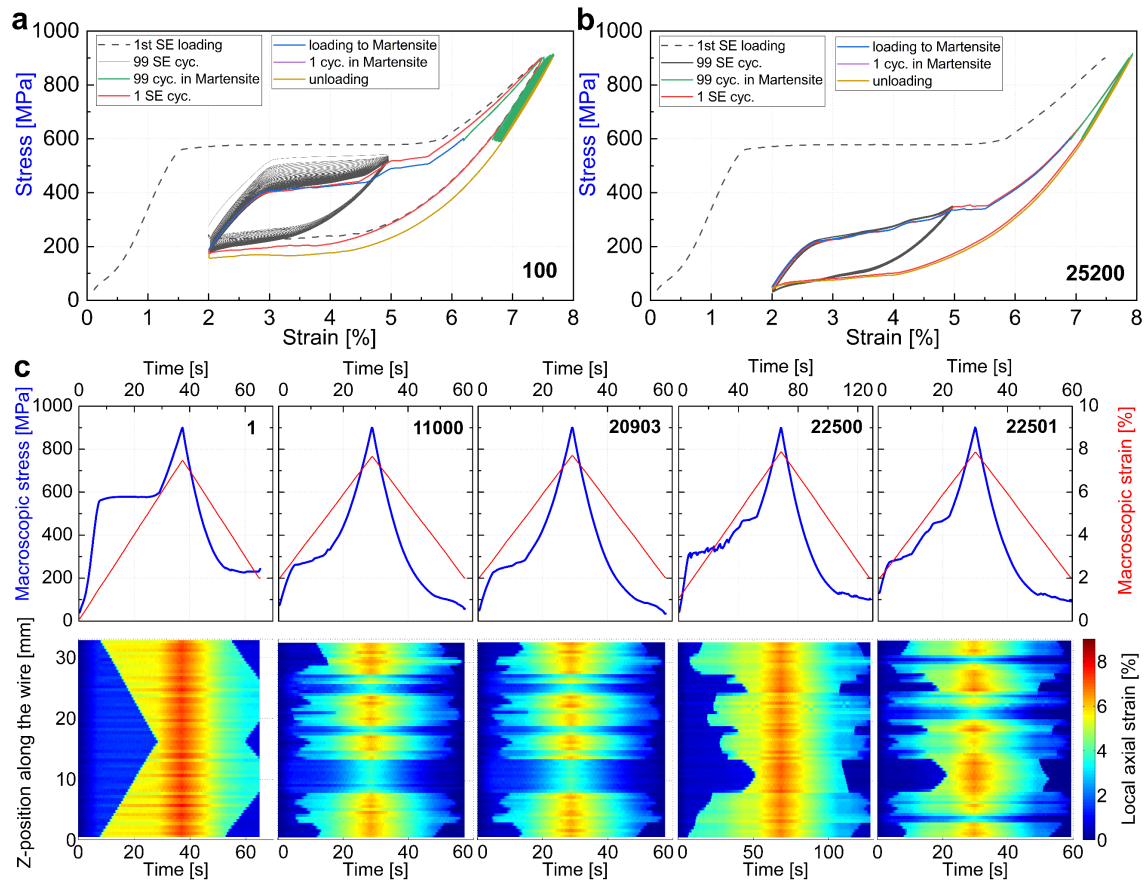 a
b
1000
800
600
400
200
0
Stress [MPa]
1st SE loading
99 SE cyc.
99 cyc. in Martensite
1 SE cyc.
loading to Martensite
1 cyc. in Martensite
unloading
100
0 1 2 3 4 5 6 7 8
Strain [%]
1000
800
600
400
200
0
Stress [MPa]
1st SE loading
99 SE cyc.
99 cyc. in Martensite
1 SE cyc.
loading to Martensite
1 cyc. in Martensite
unloading
25200
0 1 2 3 4 5 6 7 8
Strain [%]
c
Time [s] Time [s] Time [s] Time [s] Time [s]
0 20 40 60 0 20 40 60 0 20 40 60 0 40 80 120 0 20 40 60
1000
800
600
400
200
0
Macroscopic stress [MPa]
1 11000 20903 22500 22501
10
8
6
4
2
0
Macroscopic strain [%]
30
20
10
0
Z-position along the wire [mm]
0 20 40 60 0 20 40 60 0 20 40 60 0 50 100 0 20 40 60
Time [s] Time [s] Time [s] Time [s] Time [s]
8%
6%
4%
2%
0
Local axial strain [%]